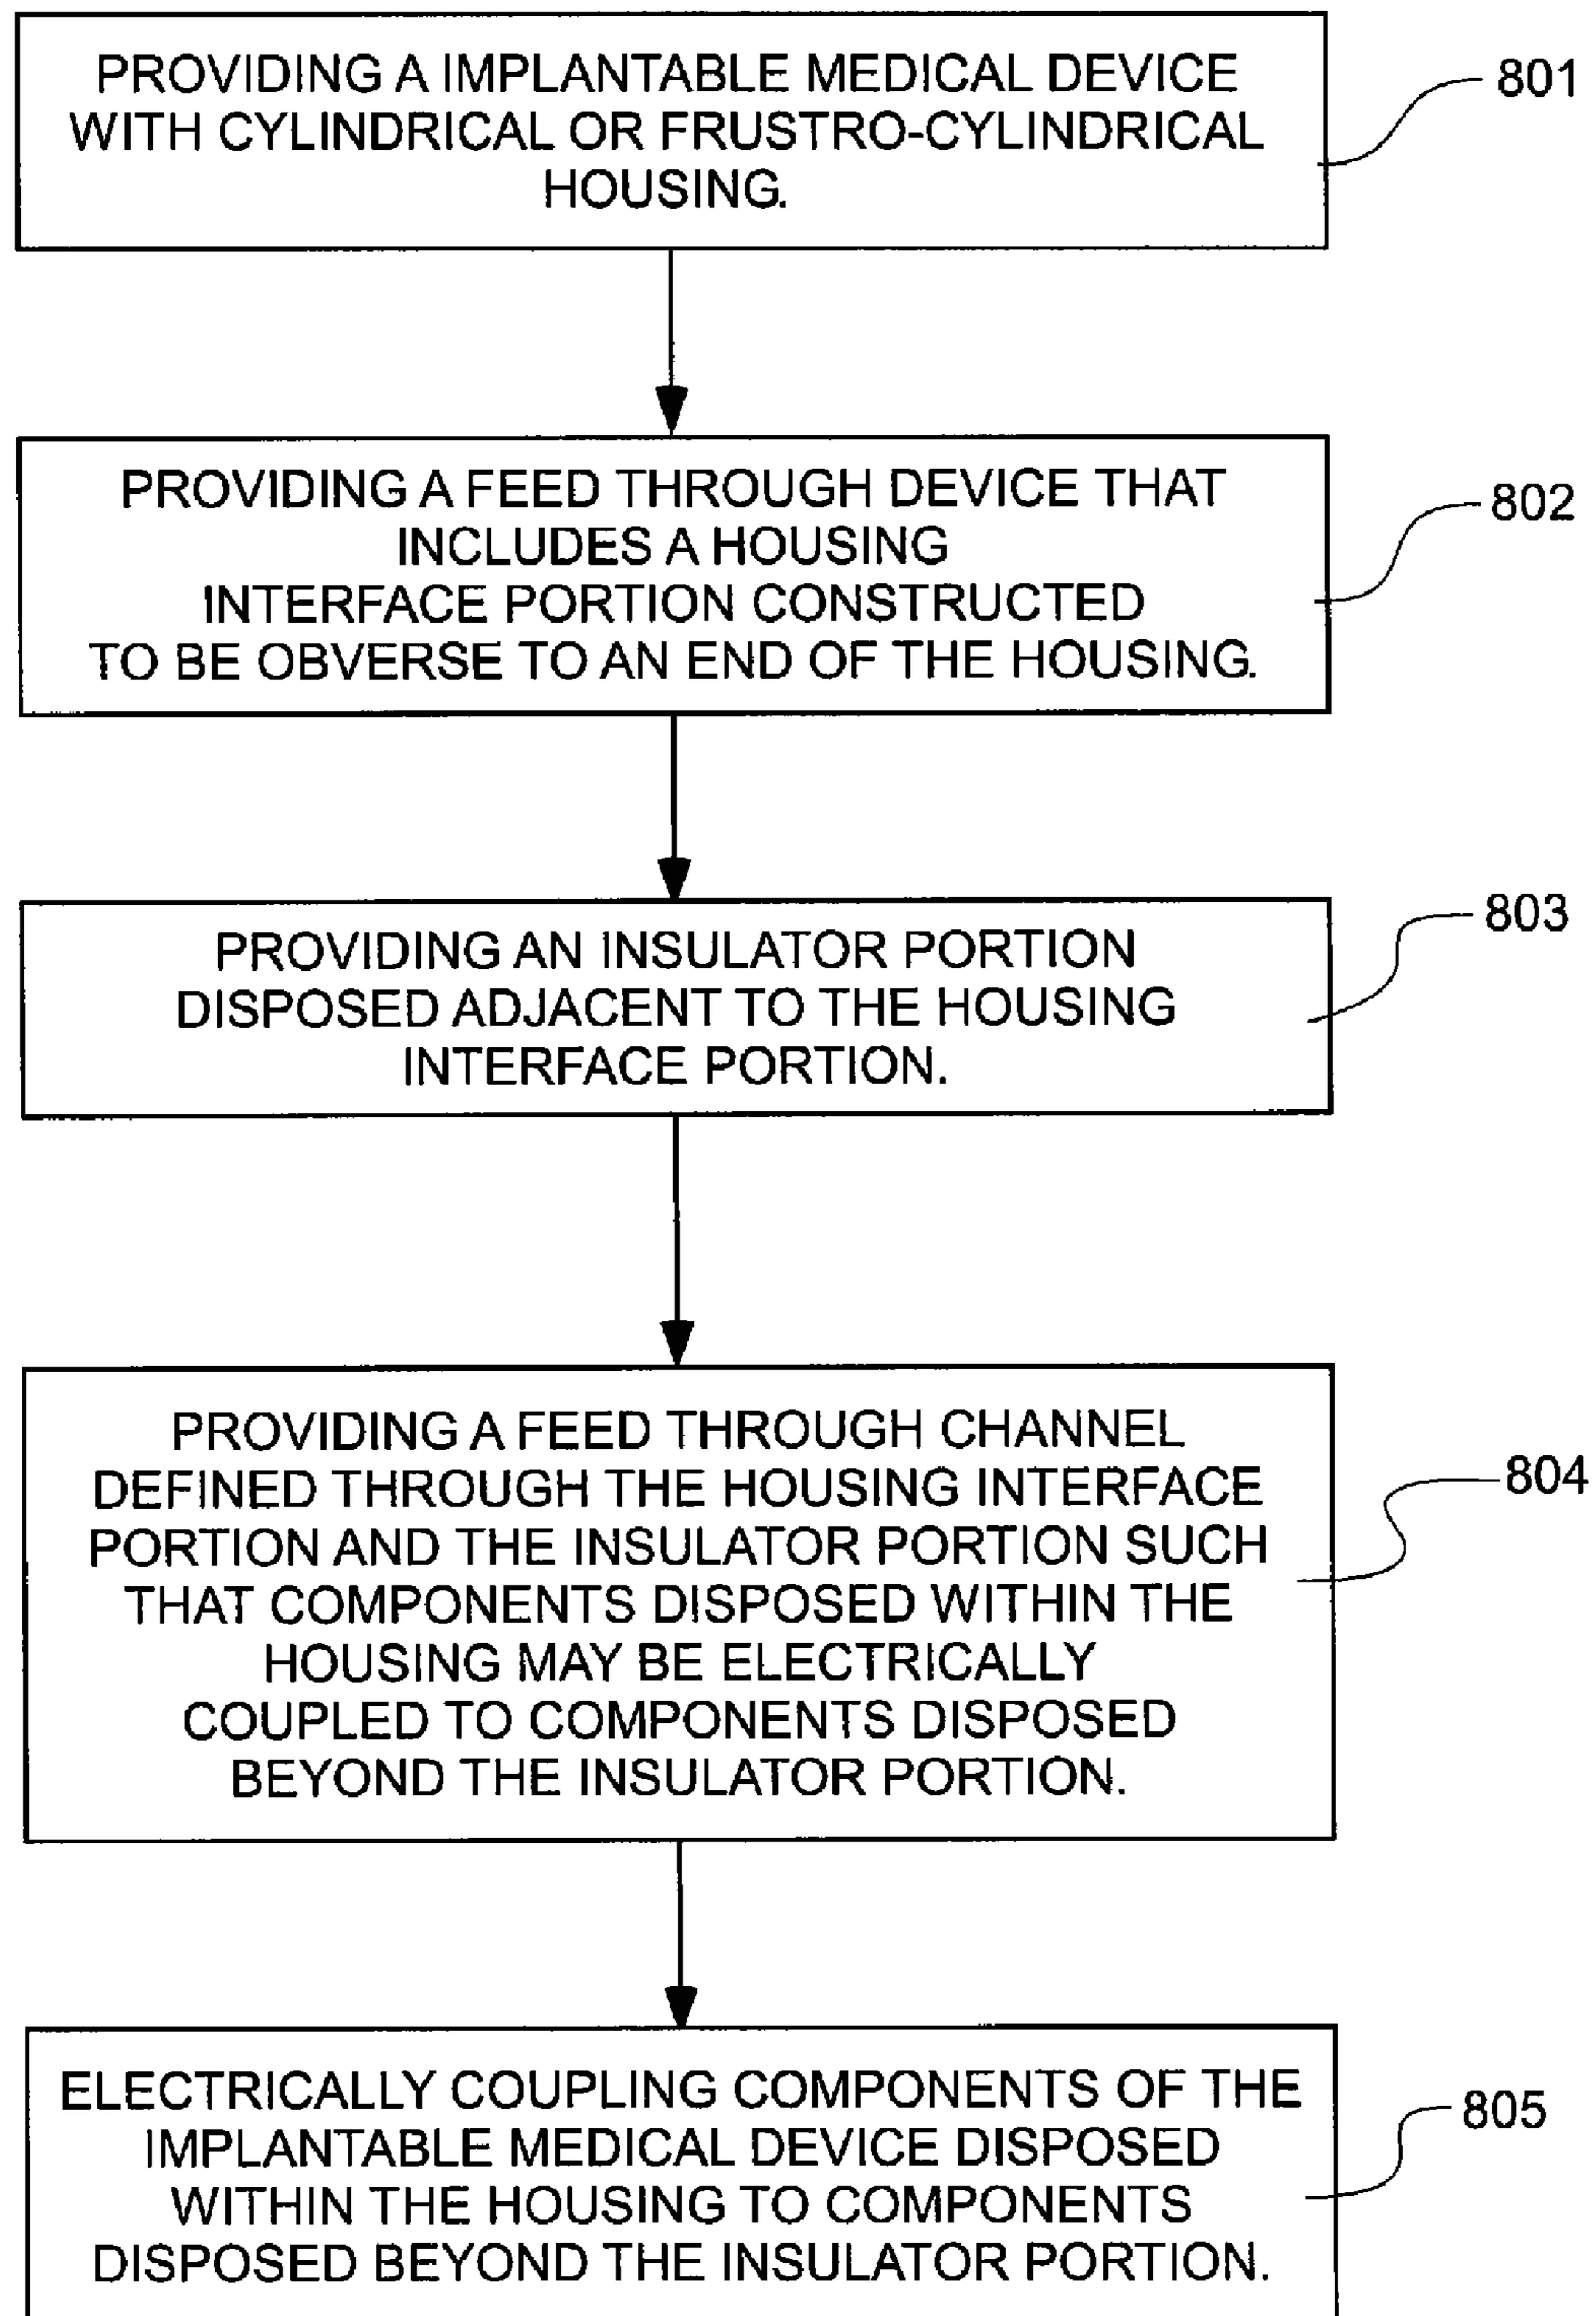 PROVIDING A IMPLANTABLE MEDICAL DEVICE
WITH CYLINDRICAL OR FRUSTRO-CYLINDRICAL
HOUSING.
801
PROVIDING A FEED THROUGH DEVICE THAT
INCLUDES A HOUSING
INTERFACE PORTION CONSTRUCTED
TO BE OBVERSE TO AN END OF THE HOUSING.
802
PROVIDING AN INSULATOR PORTION
DISPOSED ADJACENT TO THE HOUSING
INTERFACE PORTION.
803
PROVIDING A FEED THROUGH CHANNEL
DEFINED THROUGH THE HOUSING INTERFACE
PORTION AND THE INSULATOR PORTION SUCH
THAT COMPONENTS DISPOSED WITHIN THE
HOUSING MAY BE ELECTRICALLY
COUPLED TO COMPONENTS DISPOSED
BEYOND THE INSULATOR PORTION.
804
ELECTRICALLY COUPLING COMPONENTS OF THE
IMPLANTABLE MEDICAL DEVICE DISPOSED
WITHIN THE HOUSING TO COMPONENTS
DISPOSED BEYOND THE INSULATOR PORTION.
805